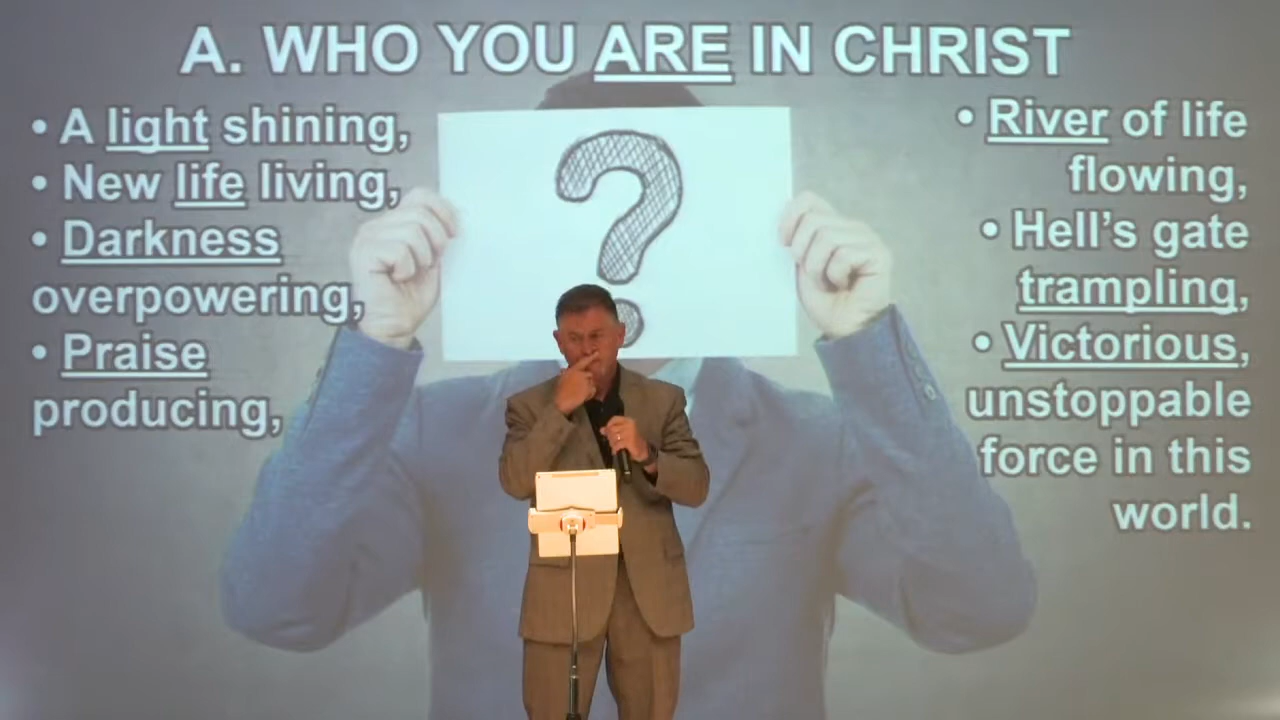 A. WHO YOU ARE IN CHRIST
• A light shining,
• New life living,
• Darkness
overpowering,
• Praise
producing,
?
• River of life
flowing,
• Hell's gate
trampling,
• Victorious,
unstoppable
force in this
world.